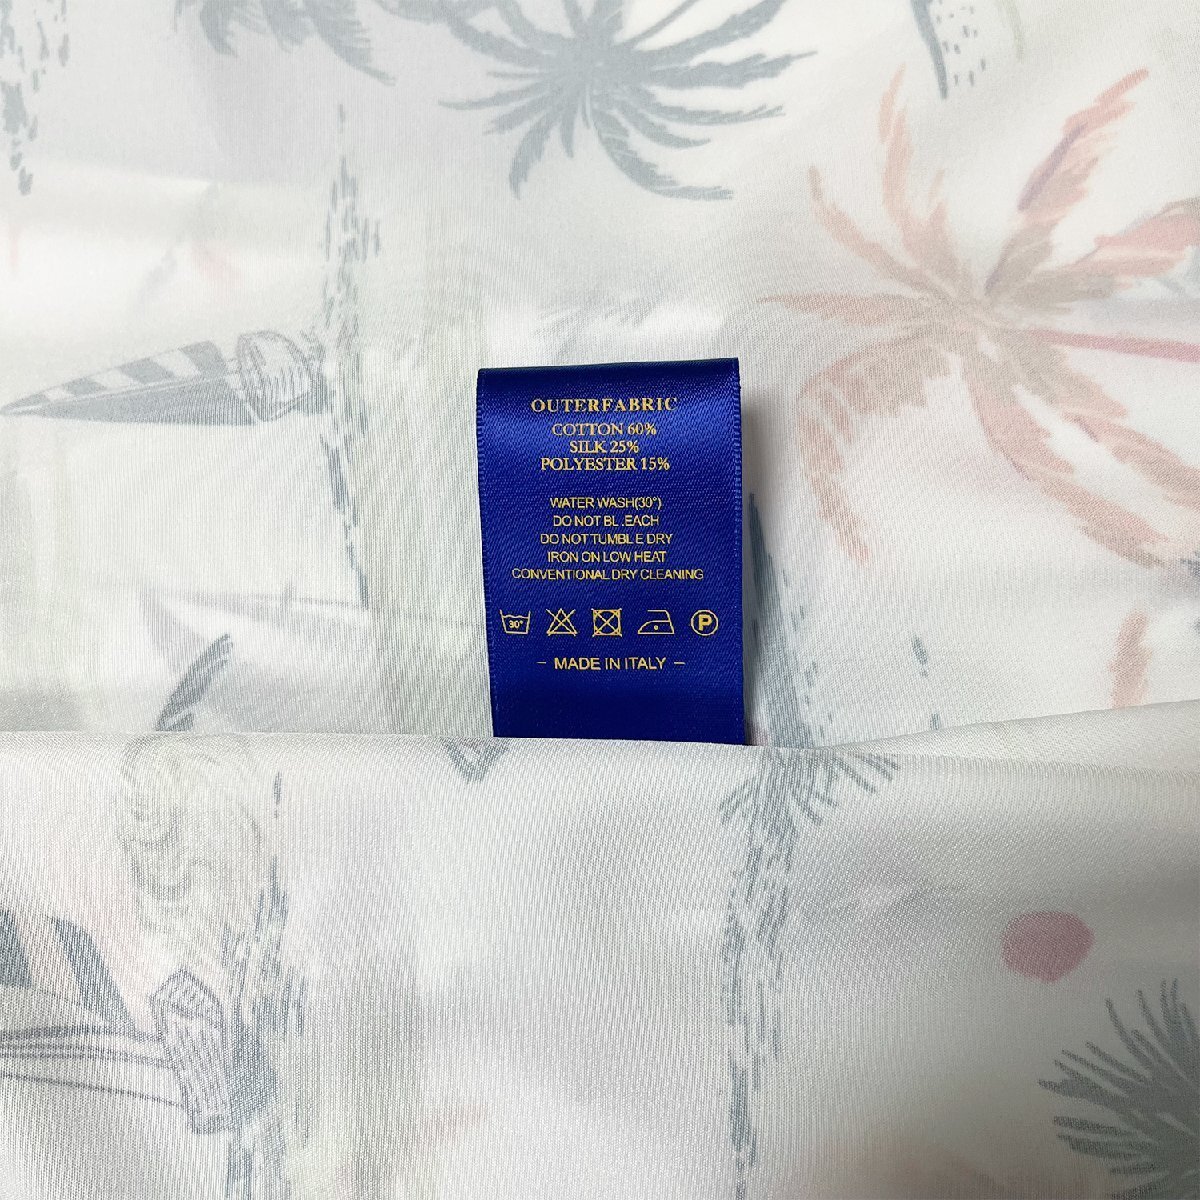 OUTERFABRIC
COTTON 60%
SILK 25%
POLYESTER 15%
WATER WASH(30°)
DO NOT BL.EACH
DO NOT TUMBLE DRY
IRON ON LOW HEAT
CONVENTIONAL DRY CLEANING
30° P
- MADE IN ITALY -